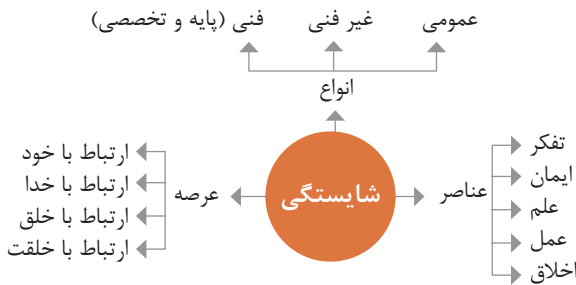 عمومی
غیر فنی
فنی (پایه و تخصصی)
انواع
شایستگی
عناصر
تفکر
ایمان
علم
عمل
اخلاق
عرصه
ارتباط با خود
ارتباط با خدا
ارتباط با خلق
ارتباط با خلقت